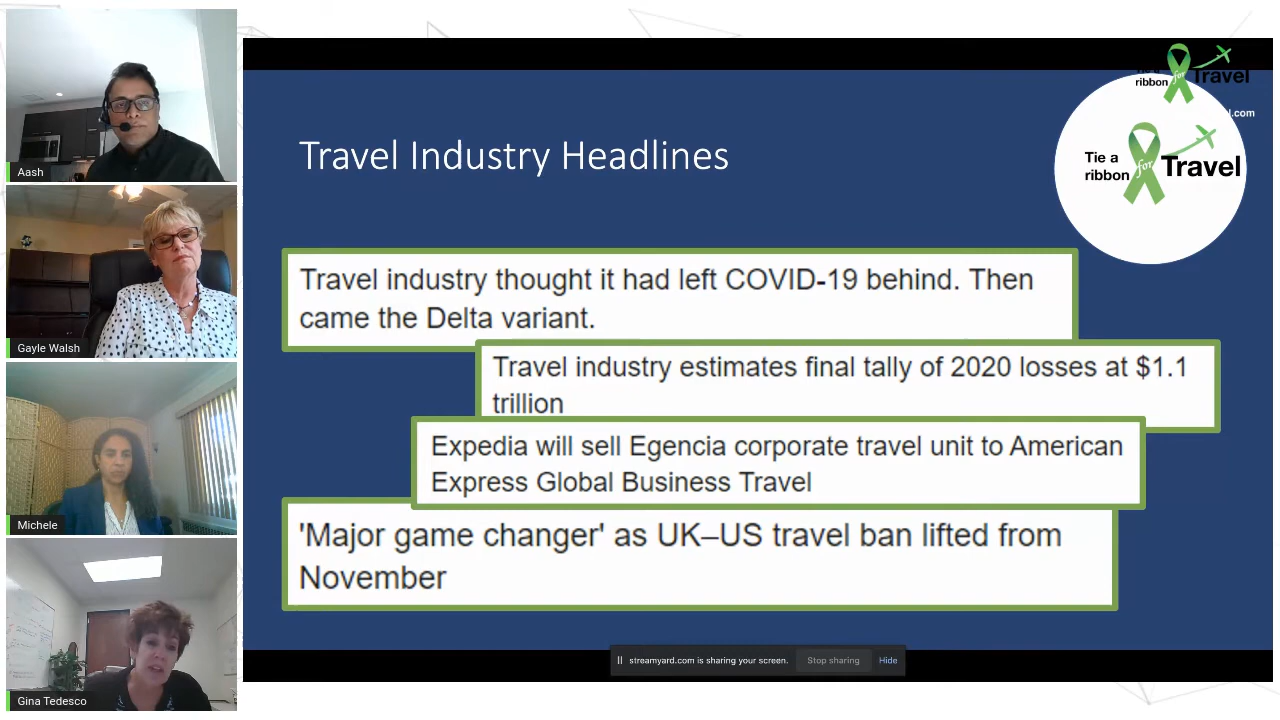 Aash
Gayle Walsh
Michele
Gina Tedesco
ribbon for Travel
l.com
Tie a
ribbon for Travel
Travel Industry Headlines
Travel industry thought it had left COVID-19 behind. Then
came the Delta variant.
Travel industry estimates final tally of 2020 losses at $1.1
trillion
Expedia will sell Egencia corporate travel unit to American
Express Global Business Travel
'Major game changer' as UK–US travel ban lifted from
November
streamyard.com is sharing your screen. Stop sharing Hide